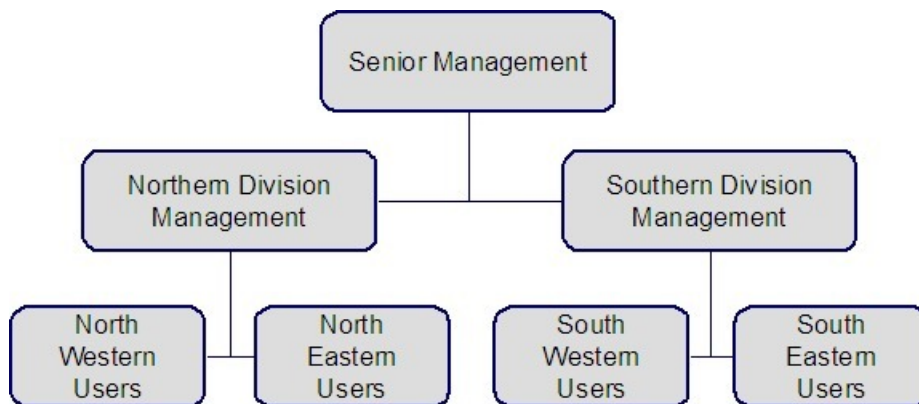 Senior Management
Northern Division
Management
Southern Division
Management
North
Western
Users
North
Eastern
Users
South
Western
Users
South
Eastern
Users